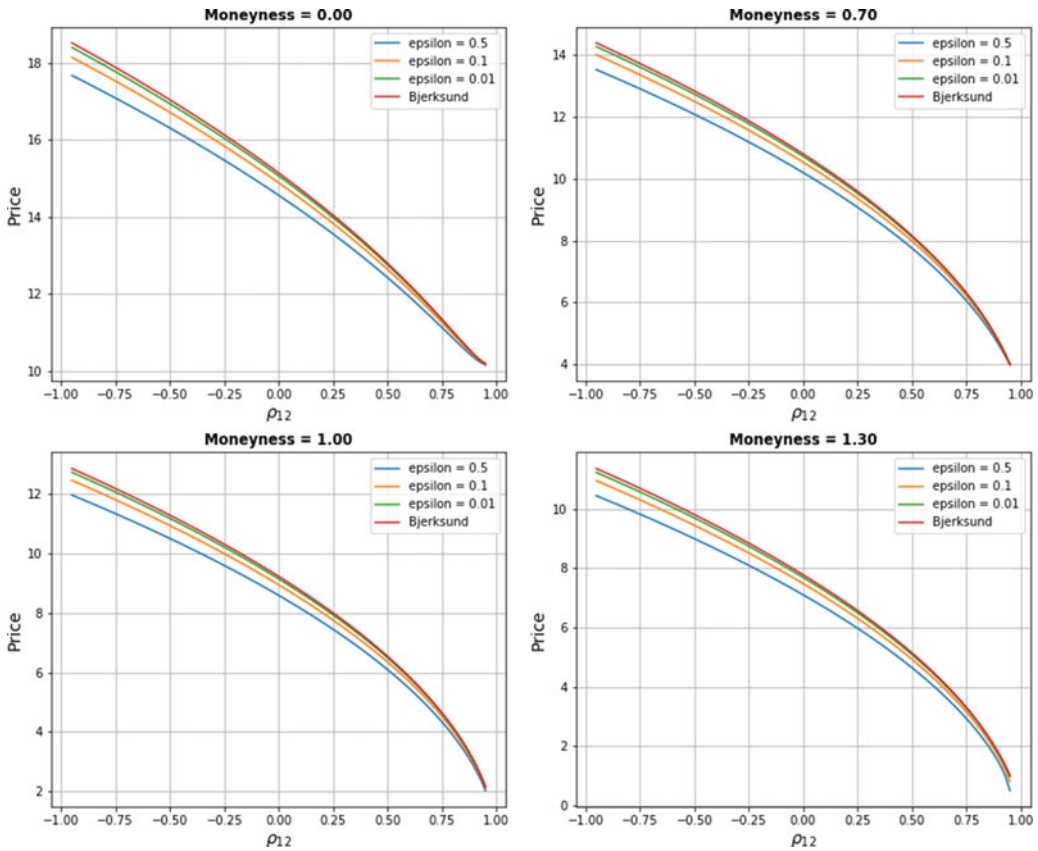 Moneyness = 0.00
Price
18
16
14
12
10
epsilon = 0.5
epsilon = 0.1
epsilon = 0.01
Bjerksund
−1.00 −0.75 −0.50 −0.25 0.00 0.25 0.50 0.75 1.00
ρ12
Moneyness = 0.70
Price
14
12
10
8
6
4
epsilon = 0.5
epsilon = 0.1
epsilon = 0.01
Bjerksund
−1.00 −0.75 −0.50 −0.25 0.00 0.25 0.50 0.75 1.00
ρ12
Moneyness = 1.00
Price
12
10
8
6
4
2
epsilon = 0.5
epsilon = 0.1
epsilon = 0.01
Bjerksund
−1.00 −0.75 −0.50 −0.25 0.00 0.25 0.50 0.75 1.00
ρ12
Moneyness = 1.30
Price
10
8
6
4
2
0
epsilon = 0.5
epsilon = 0.1
epsilon = 0.01
Bjerksund
−1.00 −0.75 −0.50 −0.25 0.00 0.25 0.50 0.75 1.00
ρ12